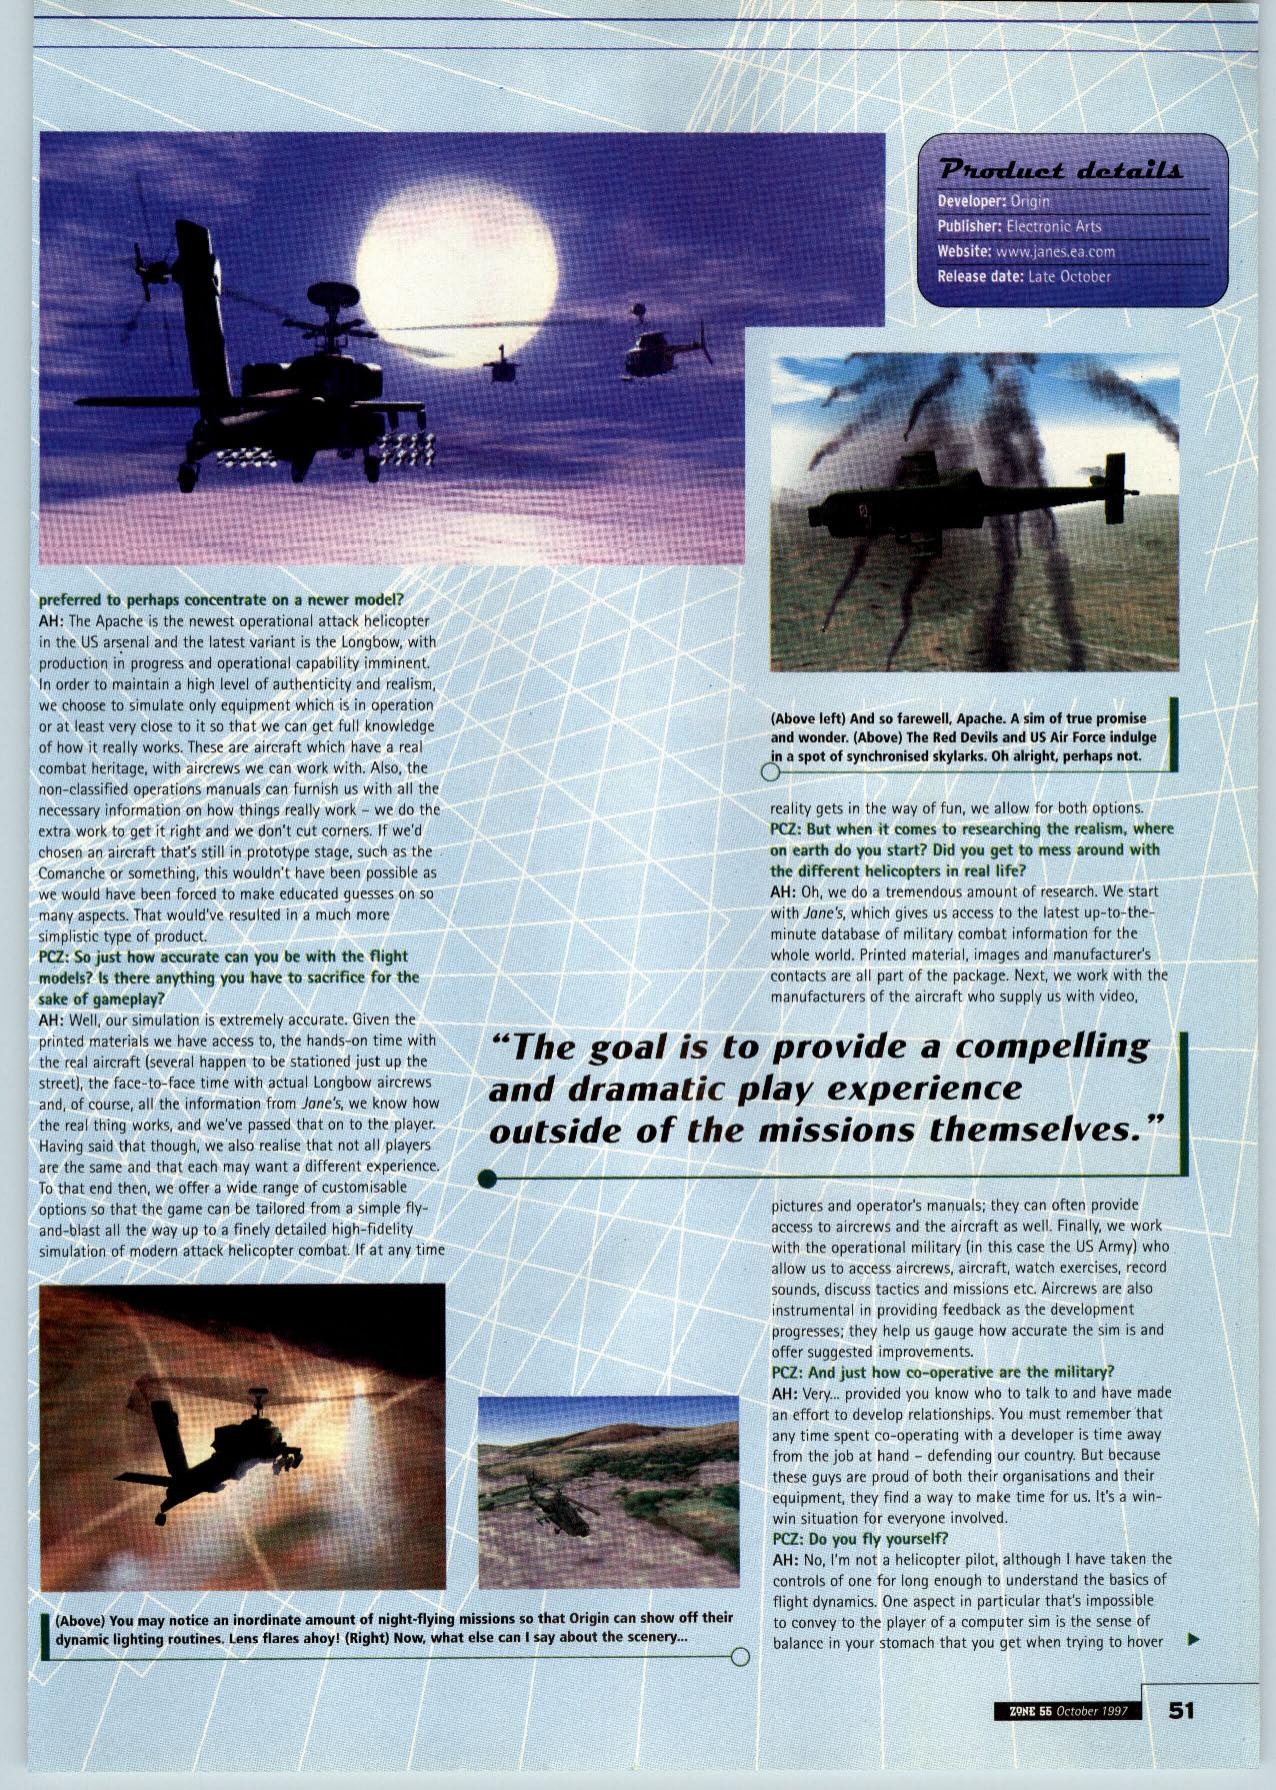 Product details
Developer: Origin
Publisher: Electronic Arts
Website: www.janes.ea.com
Release date: Late October
preferred to perhaps concentrate on a newer model?
AH: The Apache is the newest operational attack helicopter
in the US arsenal and the latest variant is the Longbow, with
production in progress and operational capability imminent.
In order to maintain a high level of authenticity and realism,
we choose to simulate only equipment which is in operation
or at least very close to it so that we can get full knowledge
of how it really works. These are aircraft which have a real
combat heritage, with aircrews we can work with. Also, the
non-classified operations manuals can furnish us with all the
necessary information on how things really work – we do the
extra work to get it right and we don't cut corners. If we'd
chosen an aircraft that's still in prototype stage, such as the
Comanche or something, this wouldn't have been possible as
we would have been forced to make educated guesses on so
many aspects. That would've resulted in a much more
simplistic type of product.
PCZ: So just how accurate can you be with the flight
models? Is there anything you have to sacrifice for the
sake of gameplay?
AH: Well, our simulation is extremely accurate. Given the
printed materials we have access to, the hands-on time with
the real aircraft (several happen to be stationed just up the
street), the face-to-face time with actual Longbow aircrews
and, of course, all the information from Jane's, we know how
the real thing works, and we've passed that on to the player.
Having said that though, we also realise that not all players
are the same and that each may want a different experience.
To that end then, we offer a wide range of customisable
options so that the game can be tailored from a simple fly-
and-blast all the way up to a finely detailed high-fidelity
simulation of modern attack helicopter combat. If at any time
(Above) You may notice an inordinate amount of night-flying missions so that Origin can show off their
dynamic lighting routines. Lens flares ahoy! (Right) Now, what else can I say about the scenery...
(Above left) And so farewell, Apache. A sim of true promise
and wonder. (Above) The Red Devils and US Air Force indulge
in a spot of synchronised skylarks. Oh alright, perhaps not.
reality gets in the way of fun, we allow for both options.
PCZ: But when it comes to researching the realism, where
on earth do you start? Did you get to mess around with
the different helicopters in real life?
AH: Oh, we do a tremendous amount of research. We start
with Jane's, which gives us access to the latest up-to-the-
minute database of military combat information for the
whole world. Printed material, images and manufacturer's
contacts are all part of the package. Next, we work with the
manufacturers of the aircraft who supply us with video,
"The goal is to provide a compelling
and dramatic play experience
outside of the missions themselves."
pictures and operator's manuals; they can often provide
access to aircrews and the aircraft as well. Finally, we work
with the operational military (in this case the US Army) who
allow us to access aircrews, aircraft, watch exercises, record
sounds, discuss tactics and missions etc. Aircrews are also
instrumental in providing feedback as the development
progresses; they help us gauge how accurate the sim is and
offer suggested improvements.
PCZ: And just how co-operative are the military?
AH: Very... provided you know who to talk to and have made
an effort to develop relationships. You must remember that
any time spent co-operating with a developer is time away
from the job at hand – defending our country. But because
these guys are proud of both their organisations and their
equipment, they find a way to make time for us. It's a win-
win situation for everyone involved.
PCZ: Do you fly yourself?
AH: No, I'm not a helicopter pilot, although I have taken the
controls of one for long enough to understand the basics of
flight dynamics. One aspect in particular that's impossible
to convey to the player of a computer sim is the sense of
balance in your stomach that you get when trying to hover
ZONE 55 October 1997 51